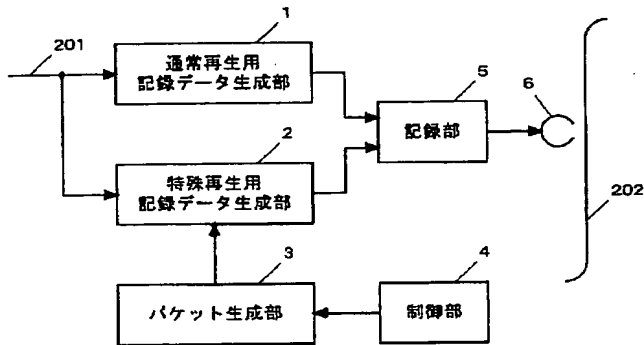 201
1
通常再生用
記録データ生成部
2
特殊再生用
記録データ生成部
5
記録部
6
202
3
パケット生成部
4
制御部